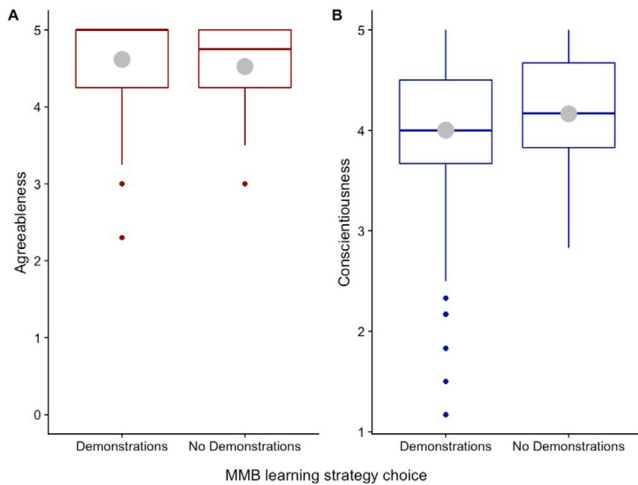 A
Agreeableness
5
4
3
2
1
0
Demonstrations
No Demonstrations
B
Conscientiousness
5
4
3
2
1
Demonstrations
No Demonstrations
MMB learning strategy choice